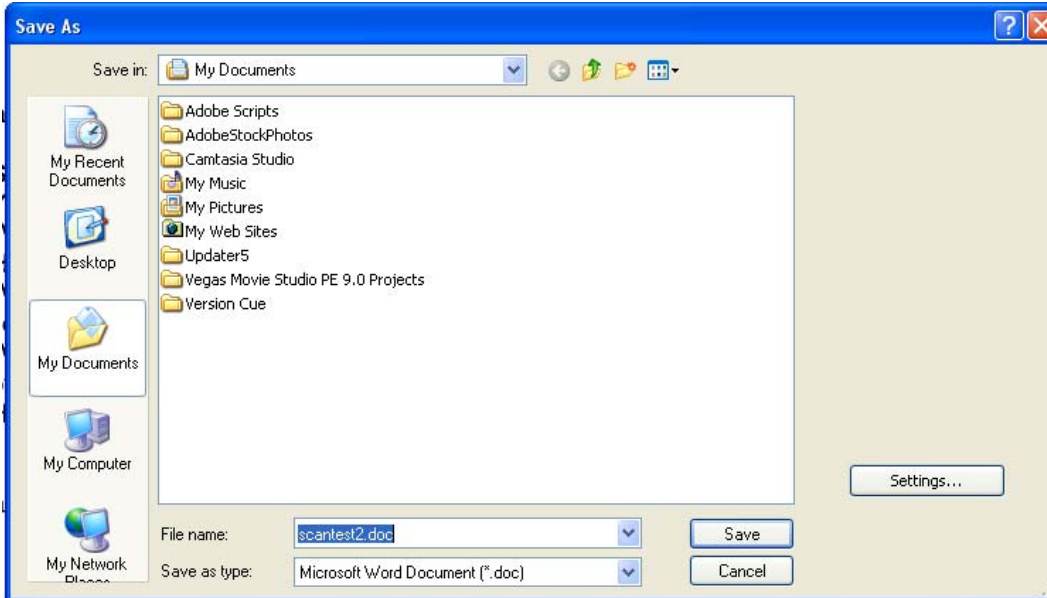 Save As
Save in:
My Documents
My Recent
Documents
Desktop
My Documents
My Computer
My Network
Places
Adobe Scripts
AdobeStockPhotos
Camtasia Studio
My Music
My Pictures
My Web Sites
Updater5
Vegas Movie Studio PE 9.0 Projects
Version Cue
Settings...
File name:
scantest2.doc
Save
Save as type:
Microsoft Word Document (*.doc)
Cancel